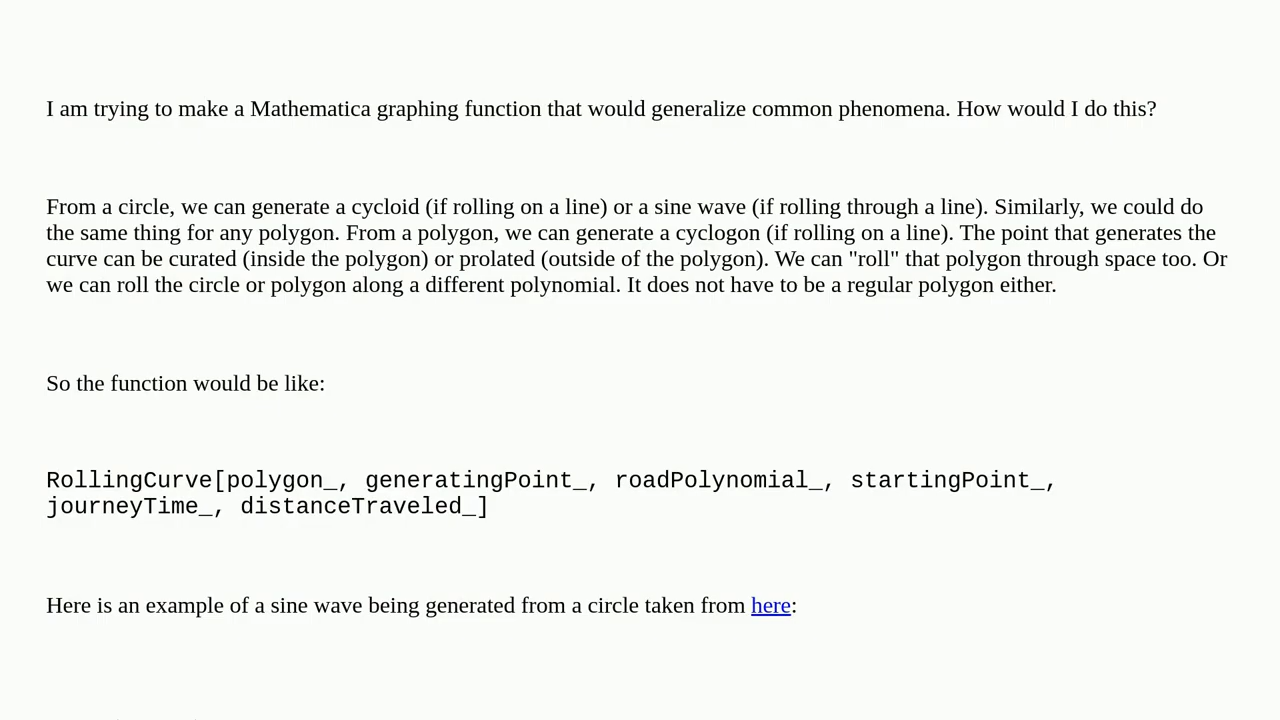 I am trying to make a Mathematica graphing function that would generalize common phenomena. How would I do this?
From a circle, we can generate a cycloid (if rolling on a line) or a sine wave (if rolling through a line). Similarly, we could do
the same thing for any polygon. From a polygon, we can generate a cyclogon (if rolling on a line). The point that generates the
curve can be curated (inside the polygon) or prolated (outside of the polygon). We can "roll" that polygon through space too. Or
we can roll the circle or polygon along a different polynomial. It does not have to be a regular polygon either.
So the function would be like:
RollingCurve[polygon_, generatingPoint_, roadPolynomial_, startingPoint_,
journeyTime_, distanceTraveled_]
Here is an example of a sine wave being generated from a circle taken from here: